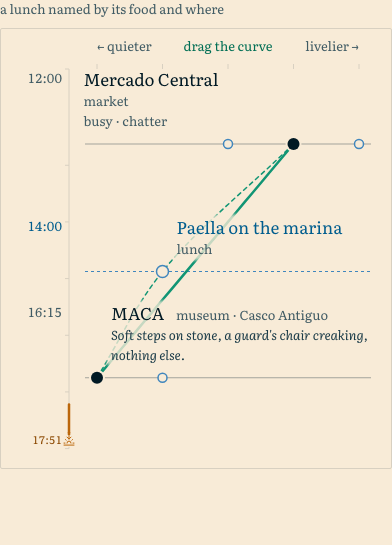 a lunch named by its food and where
← quieter drag the curve livelier →
12:00 Mercado Central
market
busy · chatter
14:00 Paella on the marina
lunch
16:15 MACA museum · Casco Antiguo
Soft steps on stone, a guard's chair creaking,
nothing else.
17:51